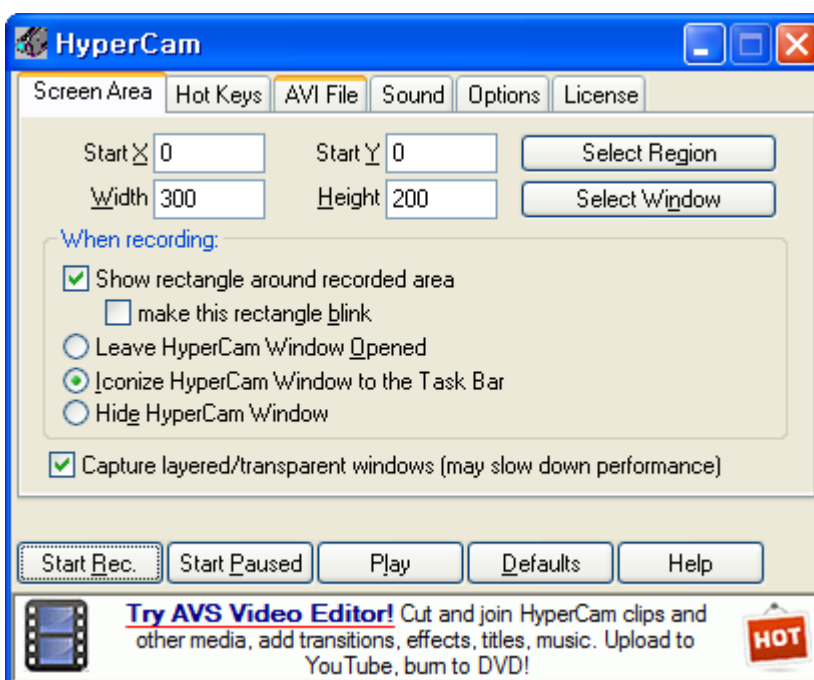 HyperCam
Screen Area Hot Keys AVI File Sound Options License
Start X 0 Start Y 0 Select Region
Width 300 Height 200 Select Window
When recording:
Show rectangle around recorded area
make this rectangle blink
Leave HyperCam Window Opened
Iconize HyperCam Window to the Task Bar
Hide HyperCam Window
Capture layered/transparent windows (may slow down performance)
Start Rec. Start Paused Play Defaults Help
Try AVS Video Editor! Cut and join HyperCam clips and
other media, add transitions, effects, titles, music. Upload to
YouTube, burn to DVD!
HOT